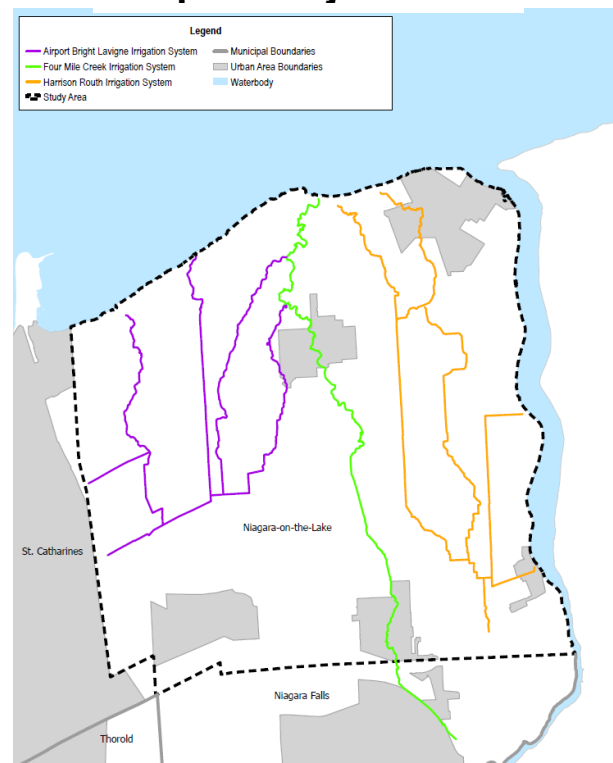 Legend
Airport Bright Lavigne Irrigation System
Municipal Boundaries
Four Mile Creek Irrigation System
Urban Area Boundaries
Harrison Routh Irrigation System
Waterbody
Study Area
St. Catharines
Niagara-on-the-Lake
Niagara Falls
Thorold